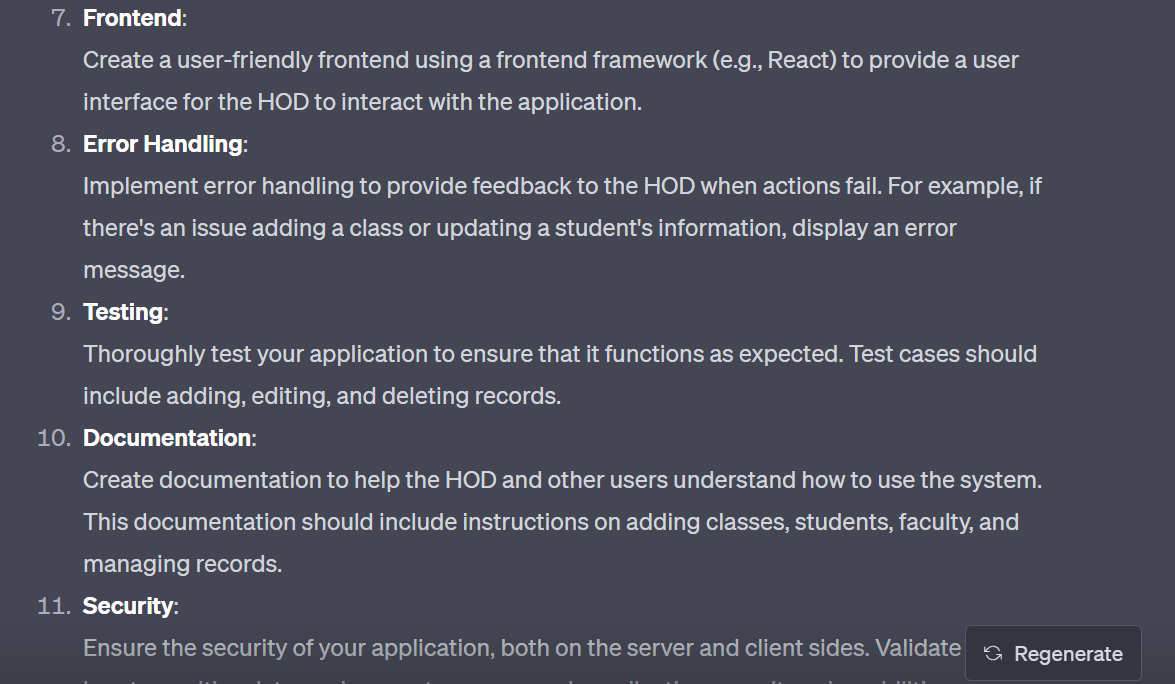 7. Frontend:
Create a user-friendly frontend using a frontend framework (e.g., React) to provide a user
interface for the HOD to interact with the application.
8. Error Handling:
Implement error handling to provide feedback to the HOD when actions fail. For example, if
there's an issue adding a class or updating a student's information, display an error
message.
9. Testing:
Thoroughly test your application to ensure that it functions as expected. Test cases should
include adding, editing, and deleting records.
10. Documentation:
Create documentation to help the HOD and other users understand how to use the system.
This documentation should include instructions on adding classes, students, faculty, and
managing records.
11. Security:
Ensure the security of your application, both on the server and client sides. Validate
Regenerate